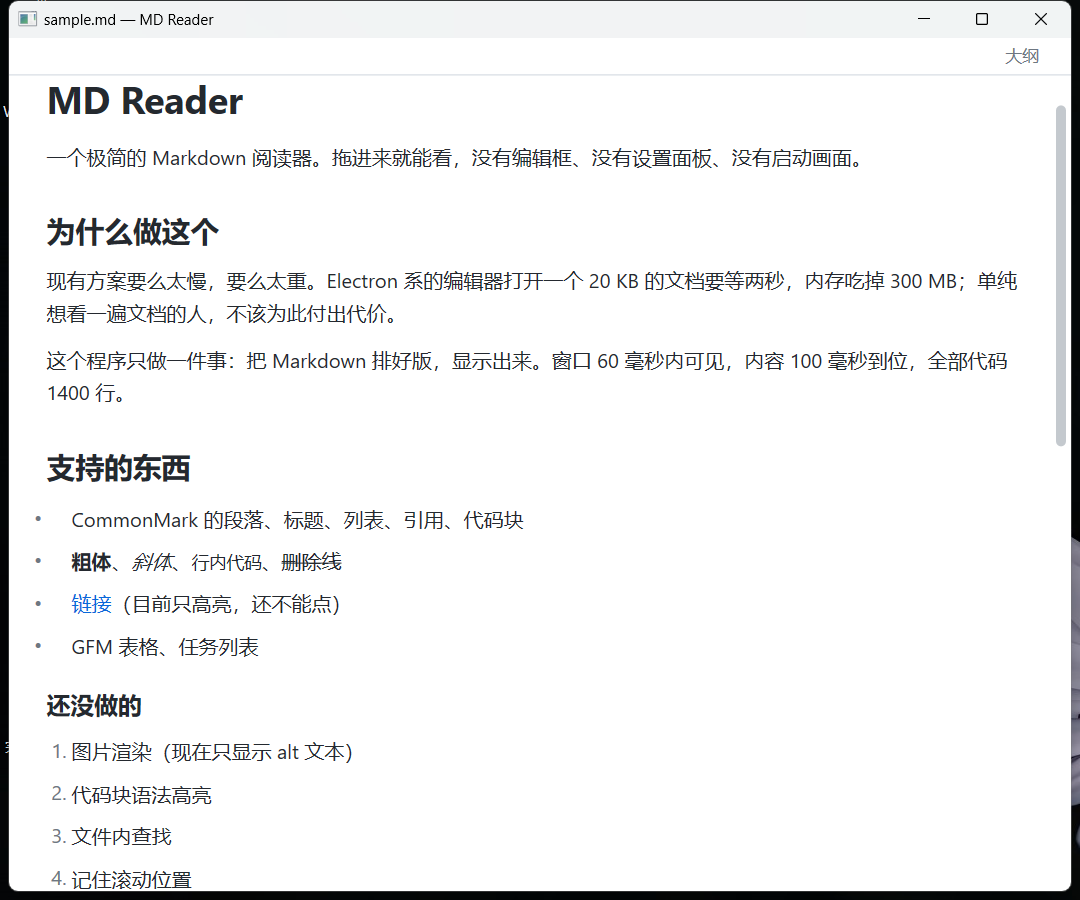 sample.md — MD Reader
大纲
MD Reader
一个极简的 Markdown 阅读器。拖进来就能看，没有编辑框、没有设置面板、没有启动画面。
为什么做这个
现有方案要么太慢，要么太重。Electron 系的编辑器打开一个 20 KB 的文档要等两秒，内存吃掉 300 MB；单纯
想看一遍文档的人，不该为此付出代价。
这个程序只做一件事：把 Markdown 排好版，显示出来。窗口 60 毫秒内可见，内容 100 毫秒到位，全部代码
1400 行。
支持的东西
• CommonMark 的段落、标题、列表、引用、代码块
• 粗体、斜体、行内代码、删除线
• 链接（目前只高亮，还不能点）
• GFM 表格、任务列表
还没做的
1. 图片渲染（现在只显示 alt 文本）
2. 代码块语法高亮
3. 文件内查找
4. 记住滚动位置